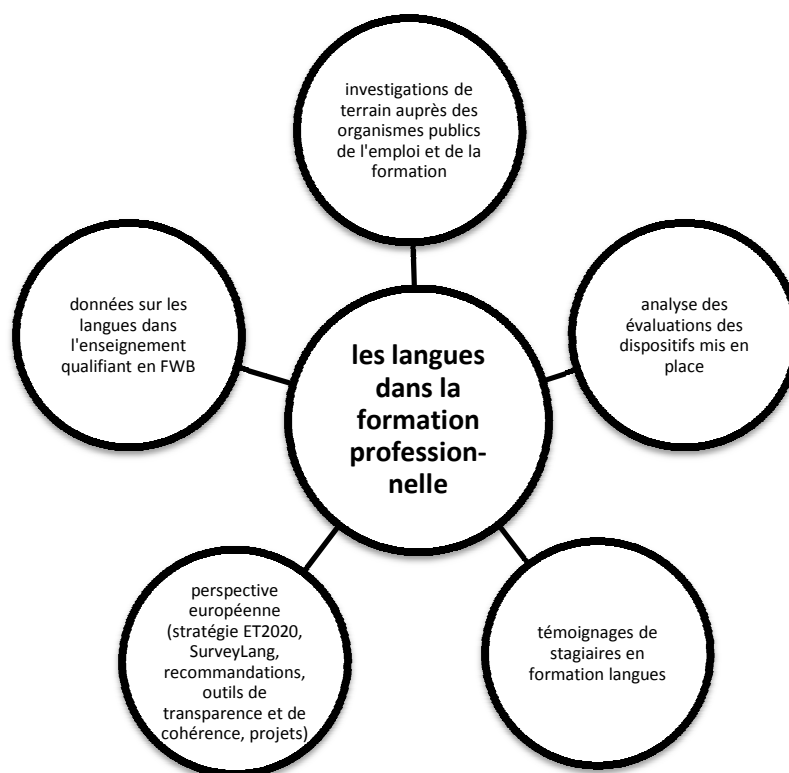 investigations de
terrain auprès des
organismes publics
de l'emploi et de la
formation
données sur les
langues dans
l'enseignement
qualifiant en FWB
analyse des
évaluations des
dispositifs mis en
place
les langues
dans la
formation
profession-
nelle
perspective
européenne
(stratégie ET2020,
SurveyLang,
recommandations,
outils de
transparence et de
cohérence, projets)
témoignages de
stagiaires en
formation langues